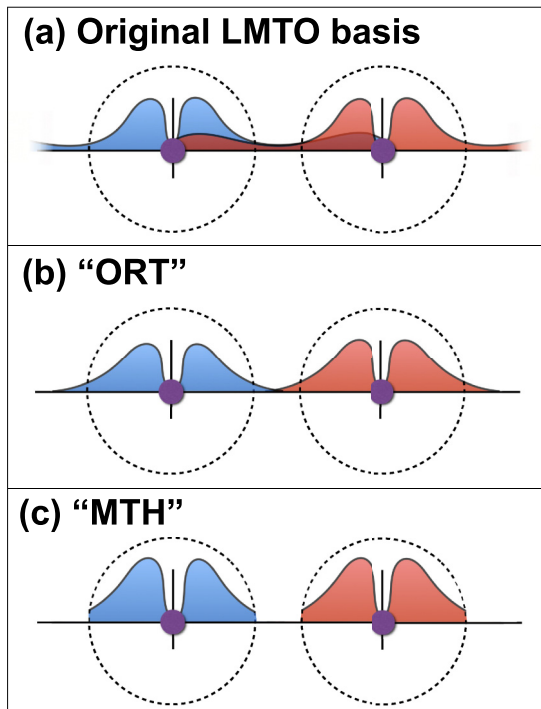 (a) Original LMTO basis
(b) “ORT”
(c) “MTH”